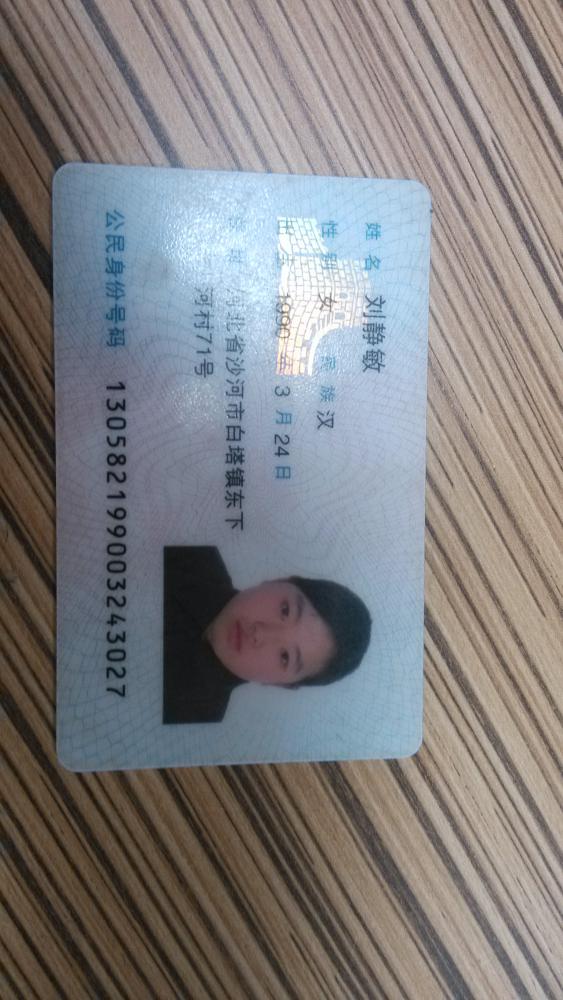 姓名 刘静敏
性别 女 民族 汉
出生 1990 年 3 月 24 日
住址 河北省沙河市白塔镇东下
河村71号
公民身份号码 130582199003243027